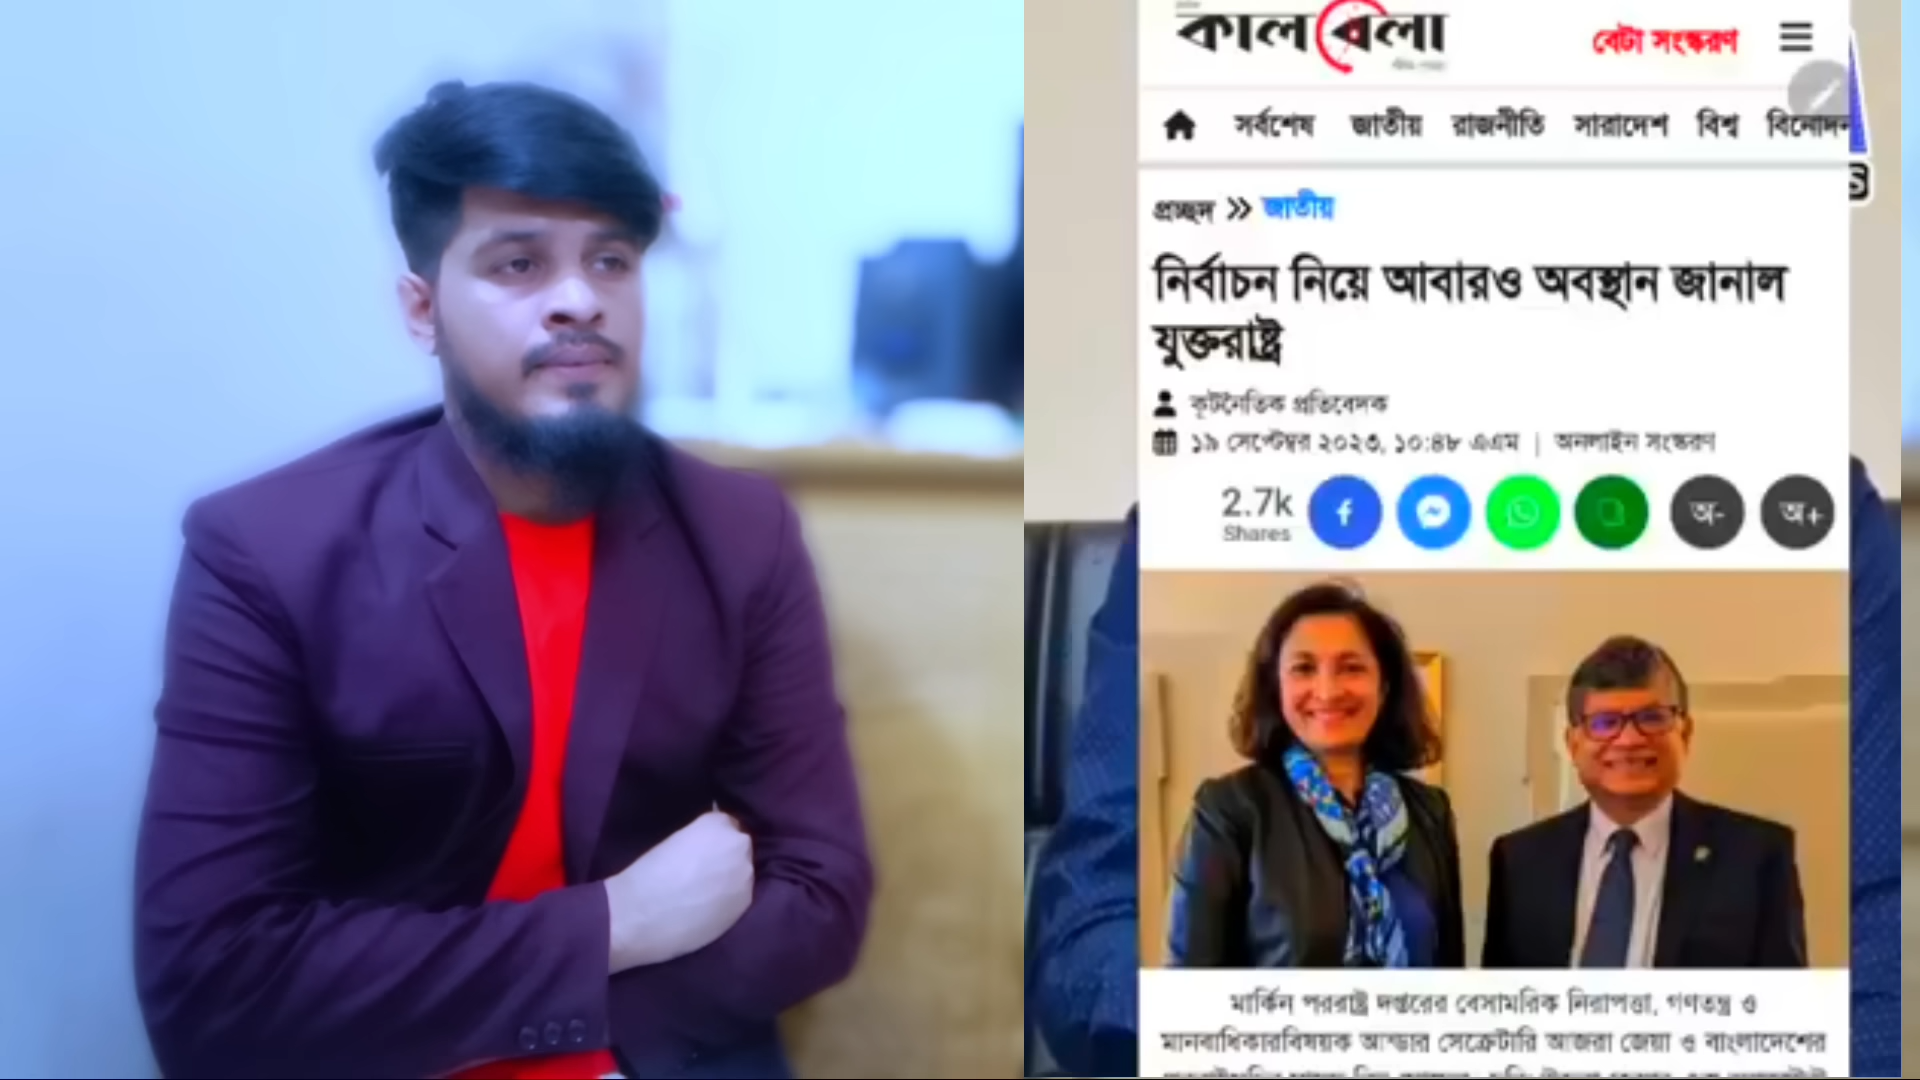 কালবেলা
বেটা সংস্করণ
সর্বশেষ জাতীয় রাজনীতি সারাদেশ বিশ্ব বিনোদন
S
প্রচ্ছদ >> জাতীয়
নির্বাচন নিয়ে আবারও অবস্থান জানাল
যুক্তরাষ্ট্র
কূটনৈতিক প্রতিবেদক
১৯ সেপ্টেম্বর ২০২৩, ১০:৪৮ এএম | অনলাইন সংস্করণ
2.7k
Shares
অ- অ+
মার্কিন পররাষ্ট্র দপ্তরের বেসামরিক নিরাপত্তা, গণতন্ত্র ও
মানবাধিকারবিষয়ক আন্ডার সেক্রেটারি আজরা জেয়া ও বাংলাদেশের